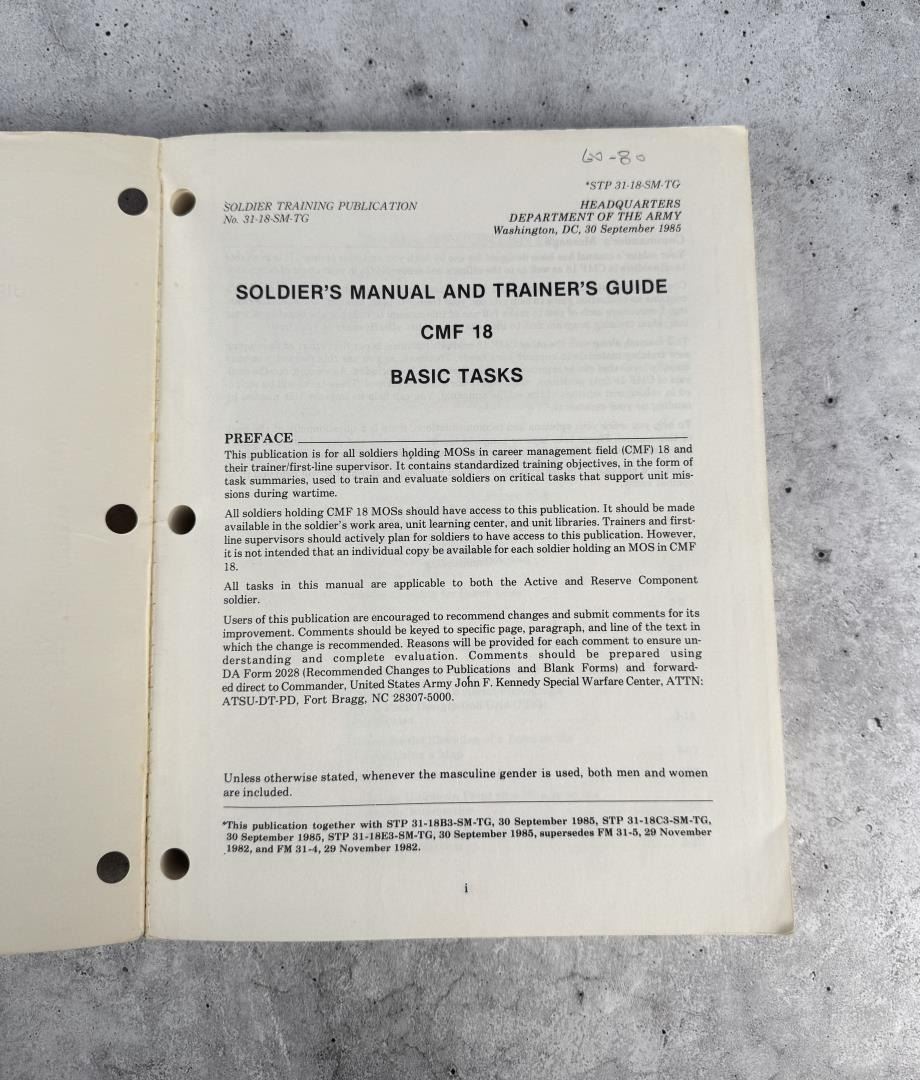 60-80
*STP 31-18-SM-TG
SOLDIER TRAINING PUBLICATION
No. 31-18-SM-TG
HEADQUARTERS
DEPARTMENT OF THE ARMY
Washington, DC, 30 September 1985
SOLDIER'S MANUAL AND TRAINER'S GUIDE
CMF 18
BASIC TASKS
PREFACE
This publication is for all soldiers holding MOSs in career management field (CMF) 18 and
their trainer/first-line supervisor. It contains standardized training objectives, in the form of
task summaries, used to train and evaluate soldiers on critical tasks that support unit mis-
sions during wartime.
All soldiers holding CMF 18 MOSs should have access to this publication. It should be made
available in the soldier's work area, unit learning center, and unit libraries. Trainers and first-
line supervisors should actively plan for soldiers to have access to this publication. However,
it is not intended that an individual copy be available for each soldier holding an MOS in CMF
18.
All tasks in this manual are applicable to both the Active and Reserve Component
soldier.
Users of this publication are encouraged to recommend changes and submit comments for its
improvement. Comments should be keyed to specific page, paragraph, and line of the text in
which the change is recommended. Reasons will be provided for each comment to ensure un-
derstanding and complete evaluation. Comments should be prepared using
DA Form 2028 (Recommended Changes to Publications and Blank Forms) and forward-
ed direct to Commander, United States Army John F. Kennedy Special Warfare Center, ATTN:
ATSU-DT-PD, Fort Bragg, NC 28307-5000.
Unless otherwise stated, whenever the masculine gender is used, both men and women
are included.
*This publication together with STP 31-18B3-SM-TG, 30 September 1985, STP 31-18C3-SM-TG,
30 September 1985, STP 31-18E3-SM-TG, 30 September 1985, supersedes FM 31-5, 29 November
1982, and FM 31-4, 29 November 1982.
i